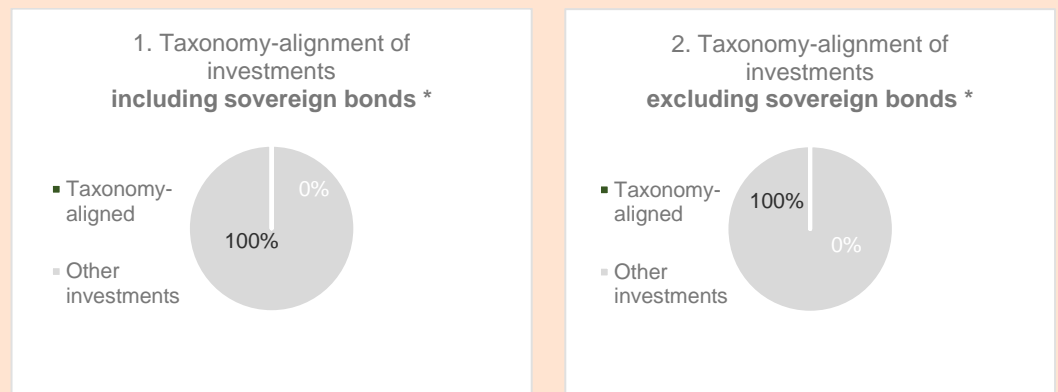 1. Taxonomy-alignment of
investments
including sovereign bonds *
Taxonomy-
aligned
Other
investments
0%
100%
2. Taxonomy-alignment of
investments
excluding sovereign bonds *
Taxonomy-
aligned
Other
investments
100%
0%